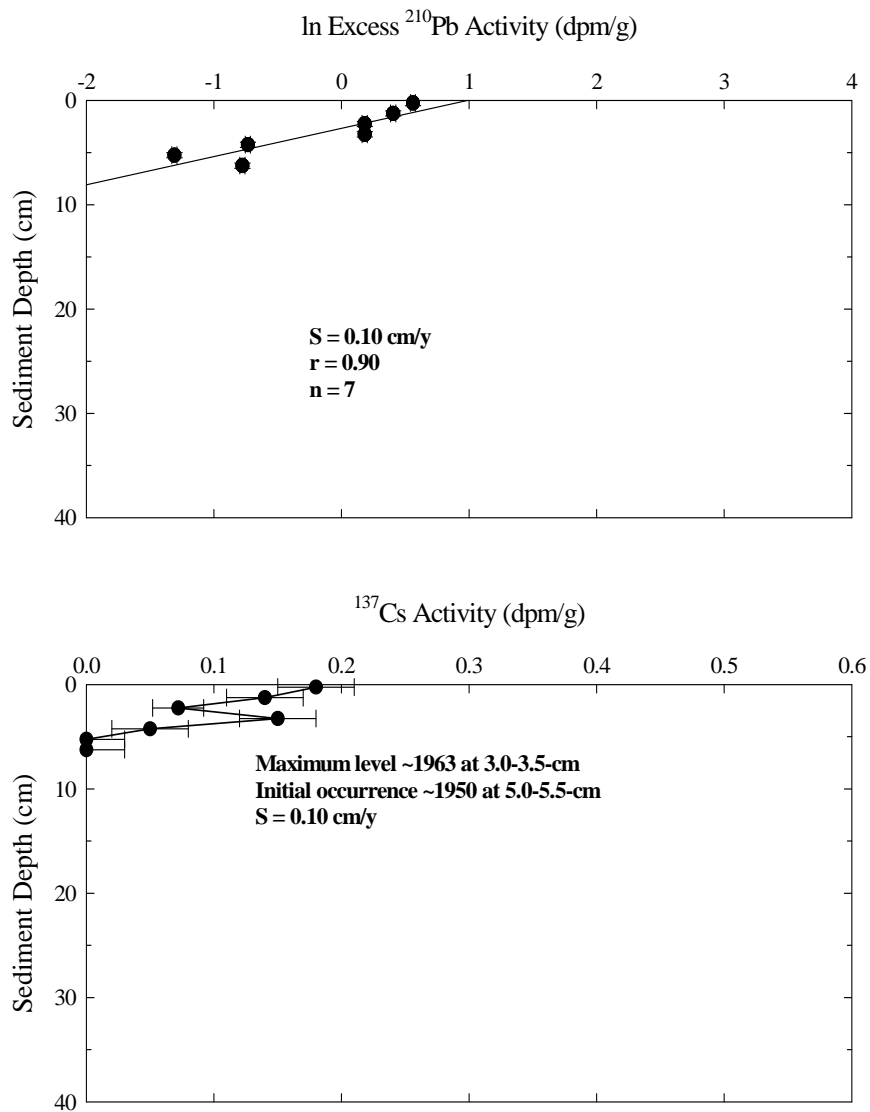 ln Excess ²¹⁰Pb Activity (dpm/g)
-2 -1 0 1 2 3 4
0
10
20
30
40
Sediment Depth (cm)
S = 0.10 cm/y
r = 0.90
n = 7
¹³⁷Cs Activity (dpm/g)
0.0 0.1 0.2 0.3 0.4 0.5 0.6
0
10
20
30
40
Sediment Depth (cm)
Maximum level ~1963 at 3.0-3.5-cm
Initial occurrence ~1950 at 5.0-5.5-cm
S = 0.10 cm/y